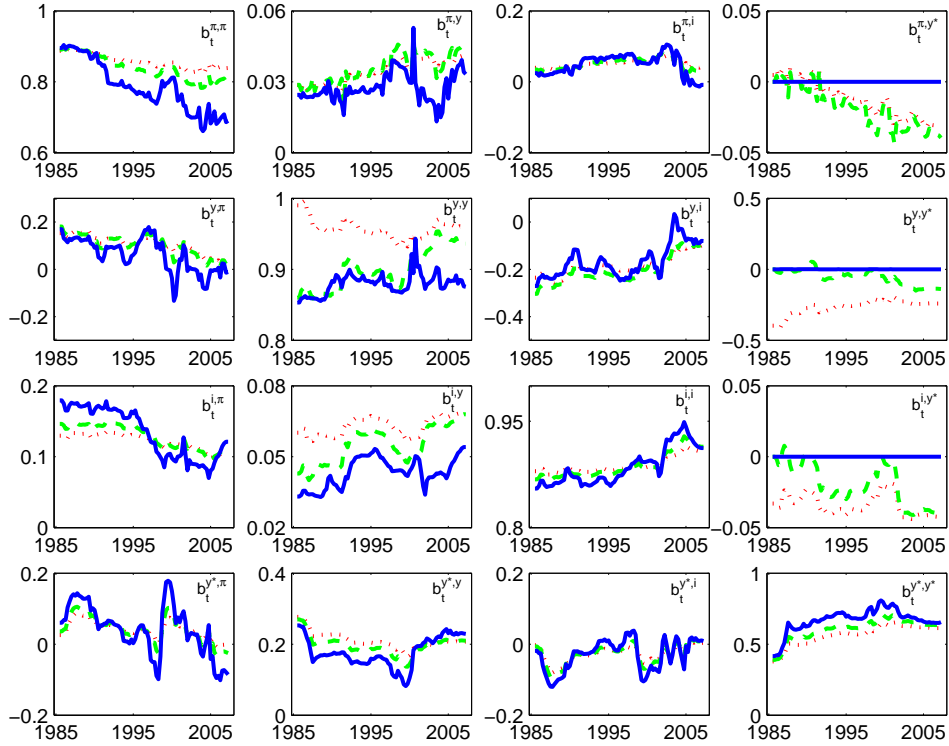 1 0.8 0.6 1985 1995 2005 b_t^{π,π}
0.06 0.03 0 1985 1995 2005 b_t^{π,y}
0.2 0 −0.2 1985 1995 2005 b_t^{π,i}
0.05 0 −0.05 1985 1995 2005 b_t^{π,y*}
0.2 0 −0.2 1985 1995 2005 b_t^{y,π}
1 0.9 0.8 1985 1995 2005 b_t^{y,y}
0 −0.2 −0.4 1985 1995 2005 b_t^{y,i}
0.5 0 −0.5 1985 1995 2005 b_t^{y,y*}
0.2 0.1 0 1985 1995 2005 b_t^{i,π}
0.08 0.05 0.02 1985 1995 2005 b_t^{i,y}
0.95 0.8 1985 1995 2005 b_t^{i,i}
0.05 0 −0.05 1985 1995 2005 b_t^{i,y*}
0.2 0 −0.2 1985 1995 2005 b_t^{y*,π}
0.4 0.2 0 1985 1995 2005 b_t^{y*,y}
0.2 0 −0.2 1985 1995 2005 b_t^{y*,i}
1 0.5 0 1985 1995 2005 b_t^{y*,y*}